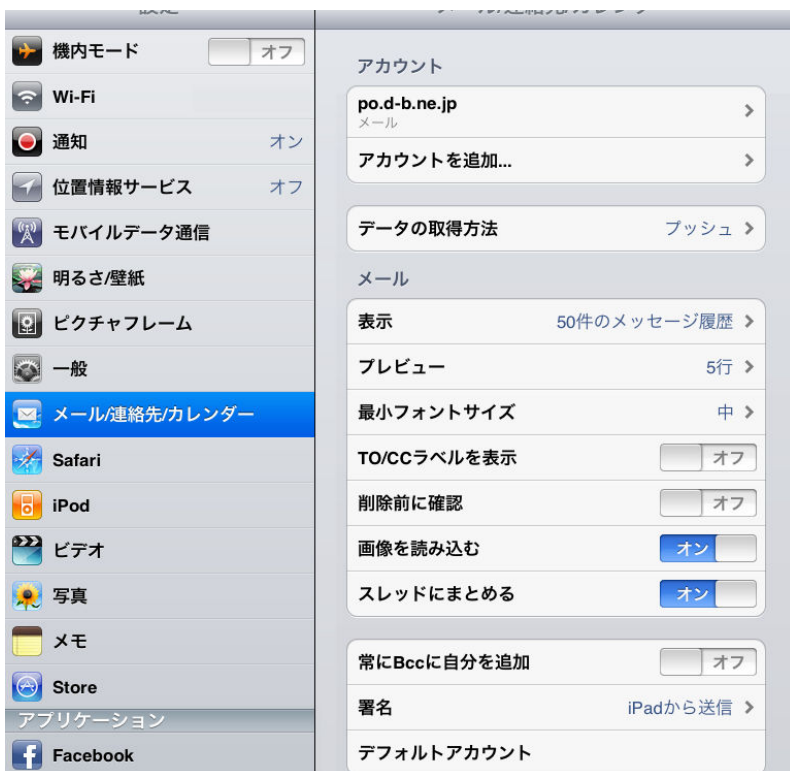 機内モード オフ
Wi-Fi
通知 オン
位置情報サービス オフ
モバイルデータ通信
明るさ/壁紙
ピクチャフレーム
一般
メール/連絡先/カレンダー
Safari
iPod
ビデオ
写真
メモ
Store
アプリケーション
Facebook
アカウント
po.d-b.ne.jp
メール
アカウントを追加...
データの取得方法 プッシュ
メール
表示 50件のメッセージ履歴
プレビュー 5行
最小フォントサイズ 中
TO/CCラベルを表示 オフ
削除前に確認 オフ
画像を読み込む オン
スレッドにまとめる オン
常にBccに自分を追加 オフ
署名 iPadから送信
デフォルトアカウント